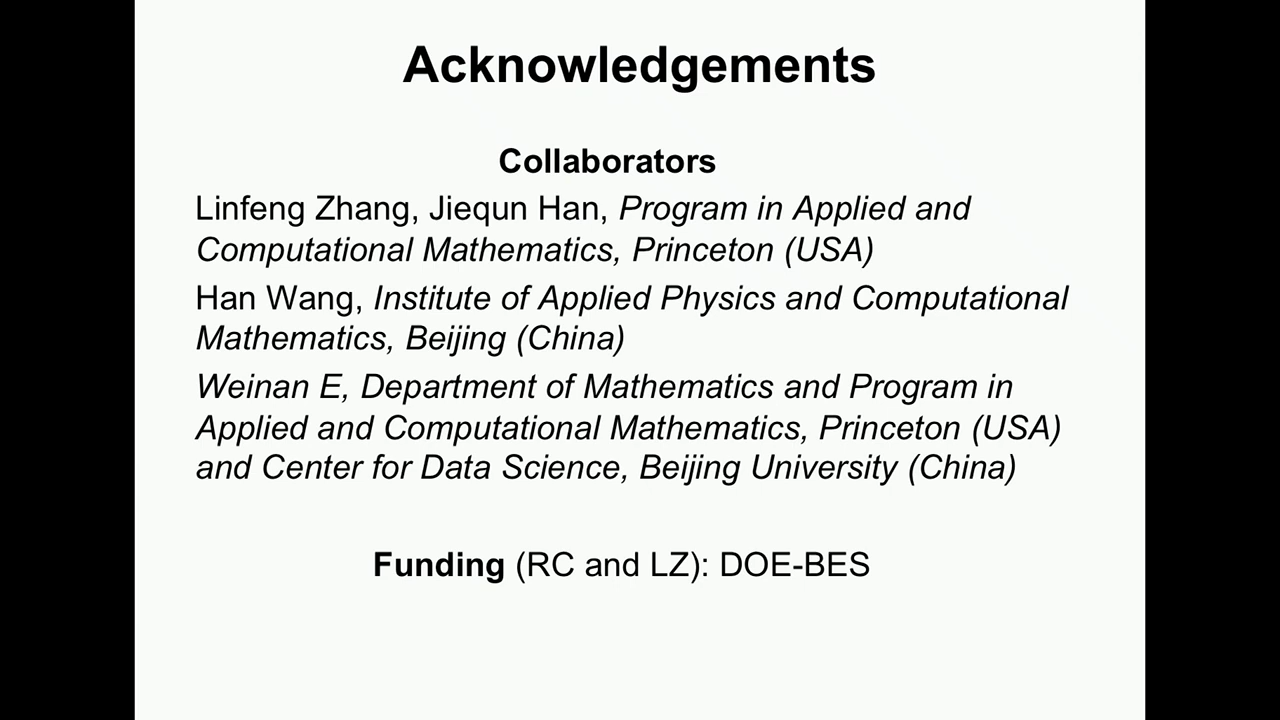 Acknowledgements
Collaborators
Linfeng Zhang, Jiequn Han, Program in Applied and
Computational Mathematics, Princeton (USA)
Han Wang, Institute of Applied Physics and Computational
Mathematics, Beijing (China)
Weinan E, Department of Mathematics and Program in
Applied and Computational Mathematics, Princeton (USA)
and Center for Data Science, Beijing University (China)
Funding (RC and LZ): DOE-BES